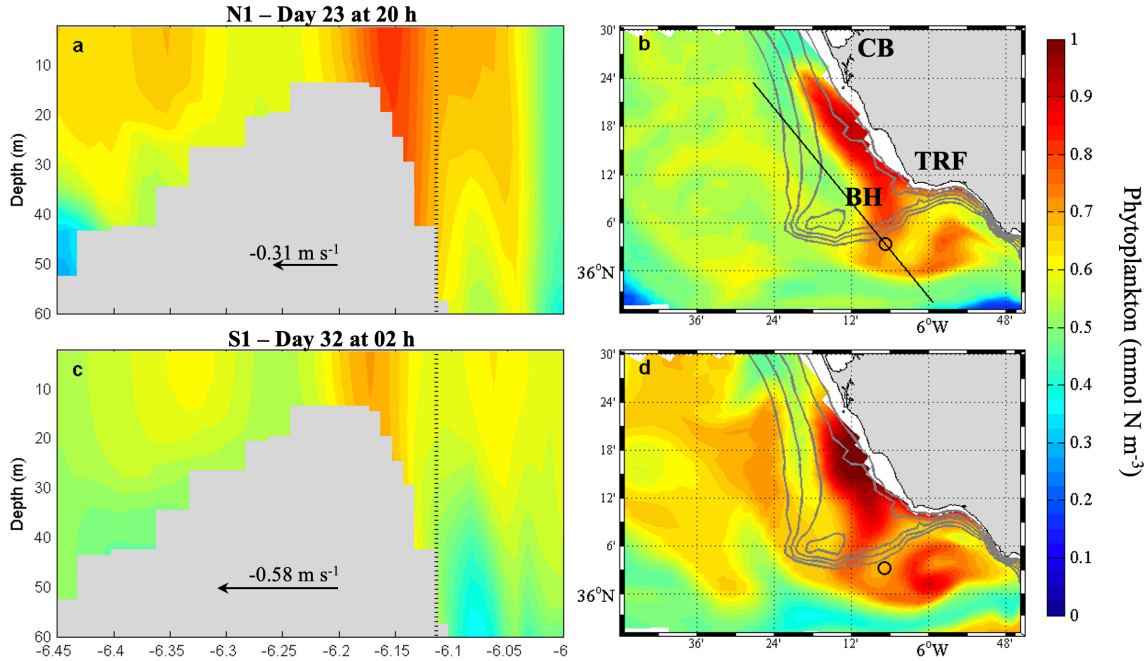 N1 – Day 23 at 20 h
a
10
20
30
40
50
60
Depth (m)
-0.31 m s-1
b
CB
TRF
BH
30'
24'
18'
12'
6'
36°N
36'
24'
12'
6°W
48'
S1 – Day 32 at 02 h
c
10
20
30
40
50
60
Depth (m)
-0.58 m s-1
-6.45
-6.4
-6.35
-6.3
-6.25
-6.2
-6.15
-6.1
-6.05
-6
d
30'
24'
18'
12'
6'
36°N
36'
24'
12'
6°W
48'
1
0.9
0.8
0.7
0.6
0.5
0.4
0.3
0.2
0.1
0
Phytoplankton (mmol N m-3)